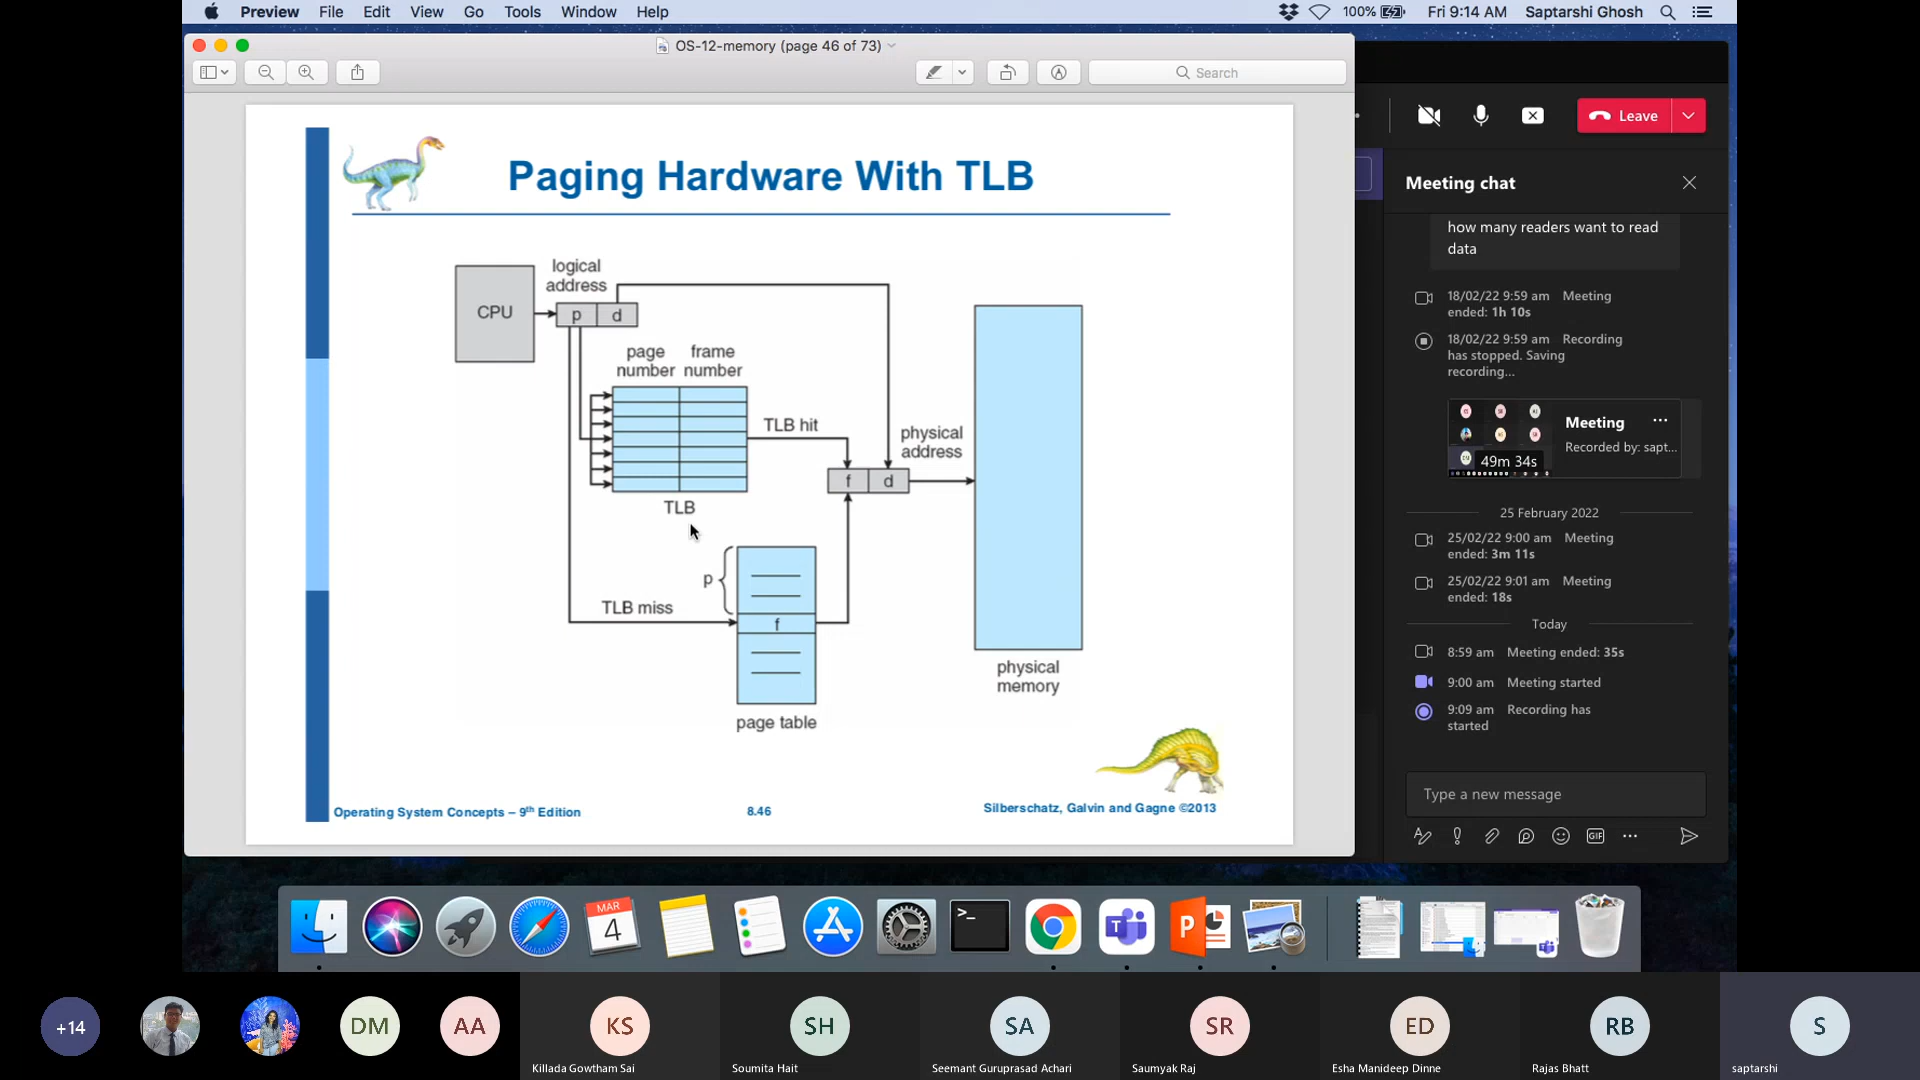 Preview File Edit View Go Tools Window Help
100% Fri 9:14 AM Saptarshi Ghosh
OS-12-memory (page 46 of 73)
Search
Paging Hardware With TLB
CPU
logical
address
p d
page
number
frame
number
TLB hit
TLB
physical
address
f d
p
TLB miss
f
page table
physical
memory
Operating System Concepts – 9th Edition
8.46
Silberschatz, Galvin and Gagne ©2013
Leave
Meeting chat
how many readers want to read
data
18/02/22 9:59 am Meeting
ended: 1h 10s
18/02/22 9:59 am Recording
has stopped. Saving
recording...
Meeting
Recorded by: sapt...
49m 34s
25 February 2022
25/02/22 9:00 am Meeting
ended: 3m 11s
25/02/22 9:01 am Meeting
ended: 18s
Today
8:59 am Meeting ended: 35s
9:00 am Meeting started
9:09 am Recording has
started
Type a new message
GIF
MAR
4
>_
P
+14
DM
AA
KS
Killada Gowtham Sai
SH
Soumita Hait
SA
Seemant Guruprasad Achari
SR
Saumyak Raj
ED
Esha Manideep Dinne
RB
Rajas Bhatt
S
saptarshi